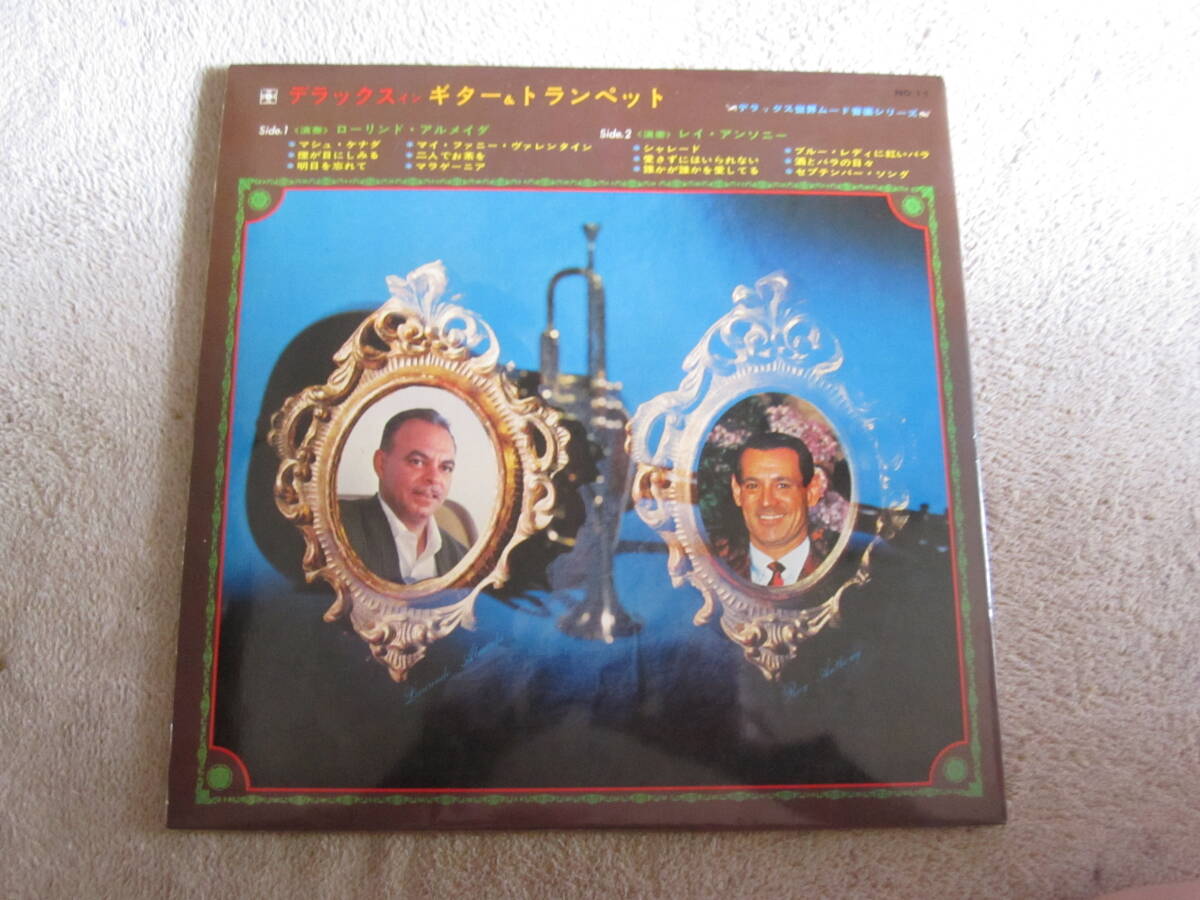 デラックスイン ギター&トランペット
NO.11
デラックス世界ムード音楽シリーズ
Side.1 〈演奏〉ローリンド・アルメイダ
マシュ・ケナダ
煙が目にしみる
明日を忘れて
マイ・ファニー・ヴァレンタイン
二人でお茶を
マラゲーニア
Side.2 〈演奏〉レイ・アンソニー
シャレード
愛さずにはいられない
誰かが誰かを愛してる
ブルー・レディに紅いバラ
酒とバラの日々
セプテンバー・ソング
Ray Anthony